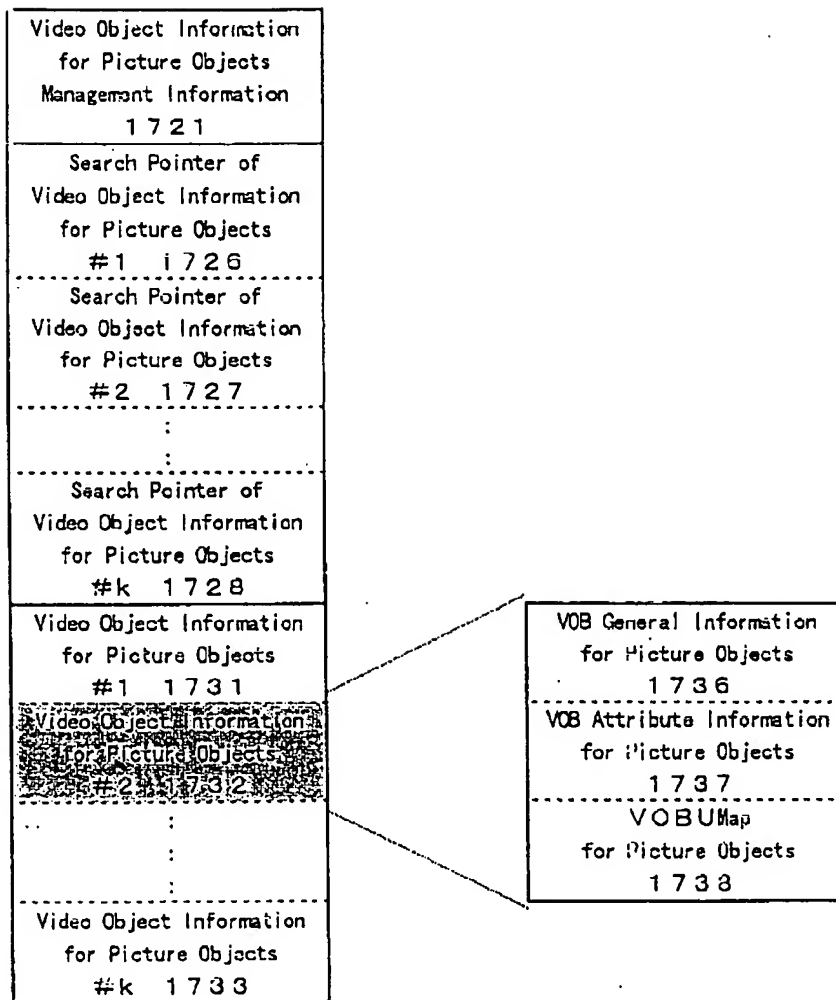 Video Object Information
for Picture Objects
Management Information
1721
Search Pointer of
Video Object Information
for Picture Objects
#1 1726
Search Pointer of
Video Object Information
for Picture Objects
#2 1727
:
:
Search Pointer of
Video Object Information
for Picture Objects
#k 1728
Video Object Information
for Picture Objects
#1 1731
Video Object Information
for Picture Objects
#2 1732
:
:
:
Video Object Information
for Picture Objects
#k 1733
VOB General Information
for Picture Objects
1736
VOB Attribute Information
for Picture Objects
1737
VOBUMap
for Picture Objects
1738